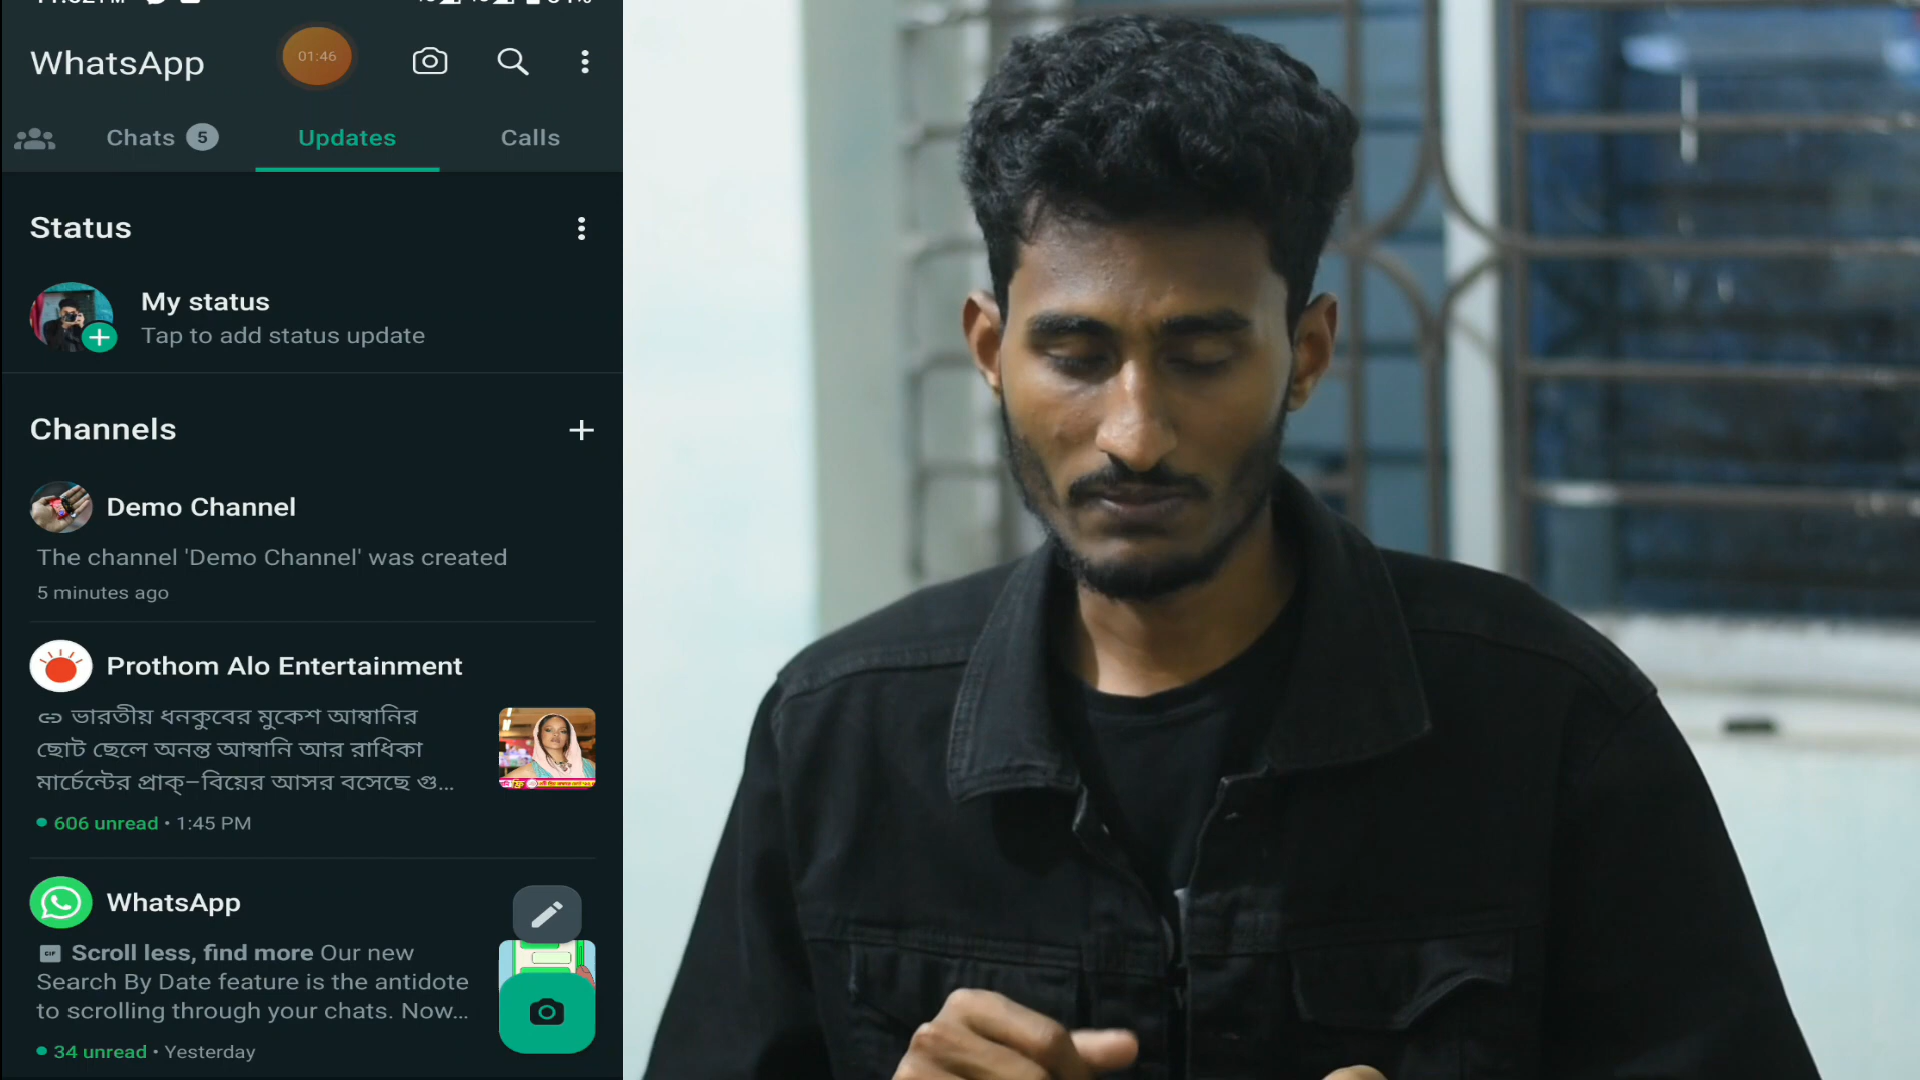 WhatsApp
01:46
Chats 5
Updates
Calls
Status
My status
Tap to add status update
Channels
Demo Channel
The channel 'Demo Channel' was created
5 minutes ago
Prothom Alo Entertainment
ভারতীয় ধনকুবের মুকেশ আম্বানির
ছোট ছেলে অনন্ত আম্বানি আর রাধিকা
মার্চেন্টের প্রাক্–বিয়ের আসর বসেছে গু...
606 unread • 1:45 PM
WhatsApp
GIF Scroll less, find more Our new
Search By Date feature is the antidote
to scrolling through your chats. Now...
34 unread • Yesterday